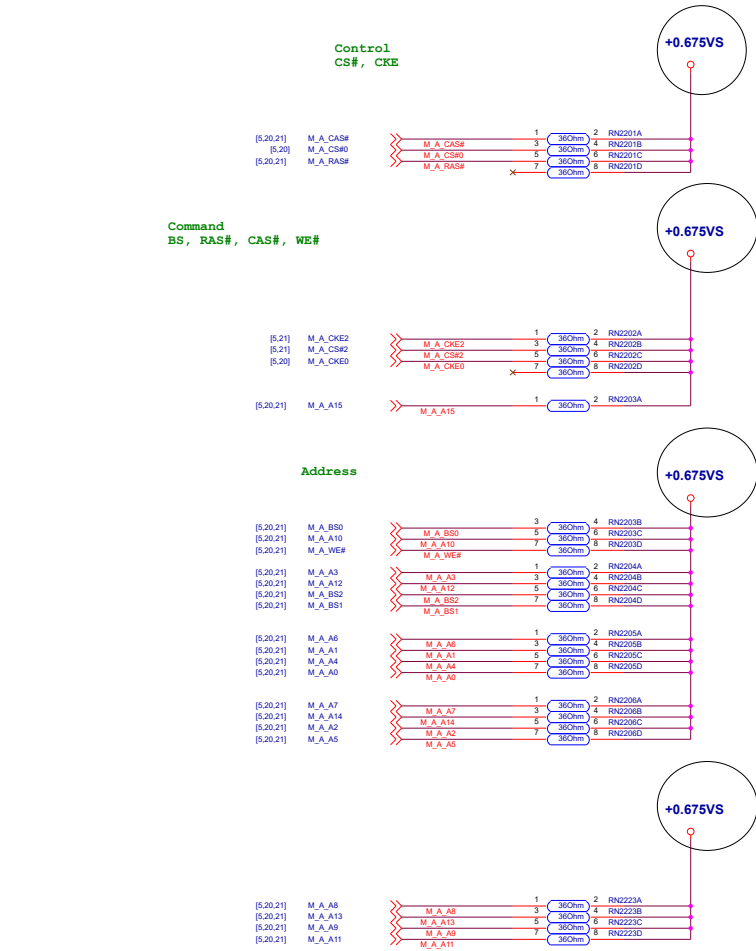 +0.675VS
Control
CS#, CKE
[5,20,21] M_A_CAS# M_A_CAS# 1 36Ohm 2 RN2201A
[5,20] M_A_CS#0 M_A_CS#0 3 36Ohm 4 RN2201B
[5,20,21] M_A_RAS# M_A_RAS# 5 36Ohm 6 RN2201C
7 36Ohm 8 RN2201D
Command
BS, RAS#, CAS#, WE#
+0.675VS
[5,21] M_A_CKE2 M_A_CKE2 1 36Ohm 2 RN2202A
[5,21] M_A_CS#2 M_A_CS#2 3 36Ohm 4 RN2202B
[5,20] M_A_CKE0 M_A_CKE0 5 36Ohm 6 RN2202C
7 36Ohm 8 RN2202D
[5,20,21] M_A_A15 M_A_A15 1 36Ohm 2 RN2203A
Address
+0.675VS
[5,20,21] M_A_BS0 M_A_BS0 3 36Ohm 4 RN2203B
[5,20,21] M_A_A10 M_A_A10 5 36Ohm 6 RN2203C
[5,20,21] M_A_WE# M_A_WE# 7 36Ohm 8 RN2203D
[5,20,21] M_A_A3 M_A_A3 1 36Ohm 2 RN2204A
[5,20,21] M_A_A12 M_A_A12 3 36Ohm 4 RN2204B
[5,20,21] M_A_BS2 M_A_BS2 5 36Ohm 6 RN2204C
[5,20,21] M_A_BS1 M_A_BS1 7 36Ohm 8 RN2204D
[5,20,21] M_A_A6 M_A_A6 1 36Ohm 2 RN2205A
[5,20,21] M_A_A1 M_A_A1 3 36Ohm 4 RN2205B
[5,20,21] M_A_A4 M_A_A4 5 36Ohm 6 RN2205C
[5,20,21] M_A_A0 M_A_A0 7 36Ohm 8 RN2205D
[5,20,21] M_A_A7 M_A_A7 1 36Ohm 2 RN2206A
[5,20,21] M_A_A14 M_A_A14 3 36Ohm 4 RN2206B
[5,20,21] M_A_A2 M_A_A2 5 36Ohm 6 RN2206C
[5,20,21] M_A_A5 M_A_A5 7 36Ohm 8 RN2206D
+0.675VS
[5,20,21] M_A_A8 M_A_A8 1 36Ohm 2 RN2223A
[5,20,21] M_A_A13 M_A_A13 3 36Ohm 4 RN2223B
[5,20,21] M_A_A9 M_A_A9 5 36Ohm 6 RN2223C
[5,20,21] M_A_A11 M_A_A11 7 36Ohm 8 RN2223D